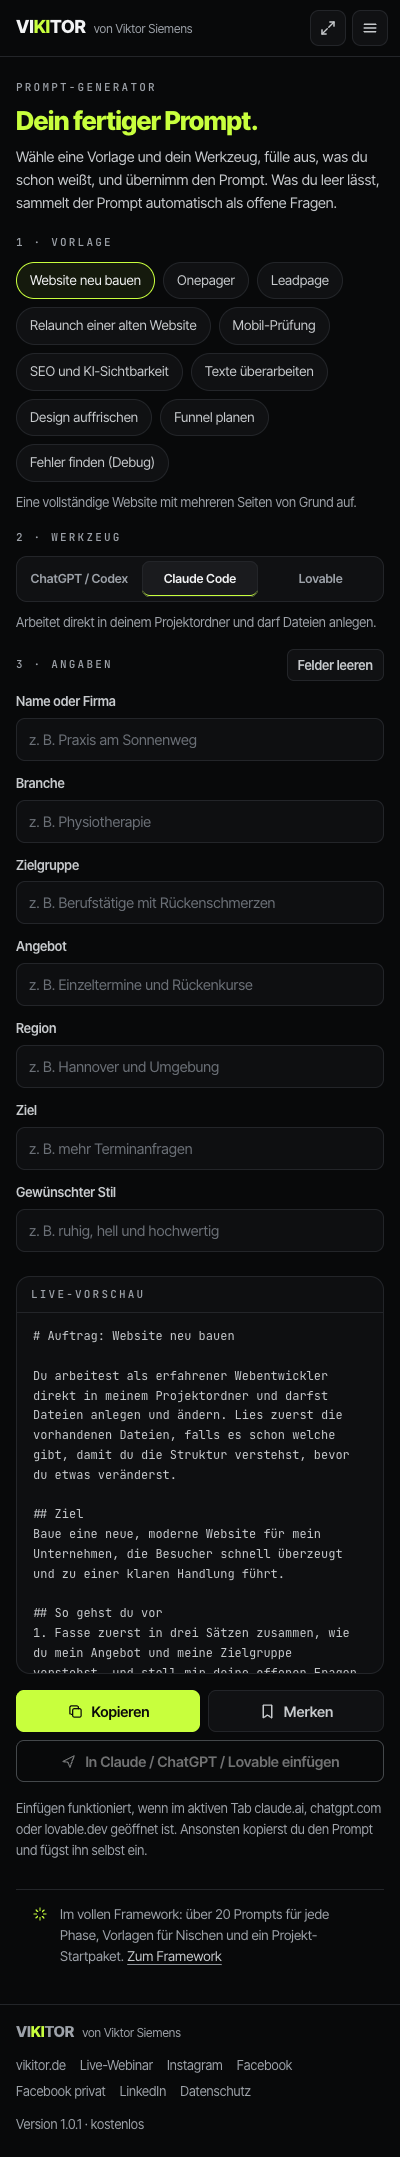 VIKITOR von Viktor Siemens
PROMPT-GENERATOR
Dein fertiger Prompt.
Wähle eine Vorlage und dein Werkzeug, fülle aus, was du
schon weißt, und übernimm den Prompt. Was du leer lässt,
sammelt der Prompt automatisch als offene Fragen.
1 · VORLAGE
Website neu bauen Onepager Leadpage
Relaunch einer alten Website Mobil-Prüfung
SEO und KI-Sichtbarkeit Texte überarbeiten
Design auffrischen Funnel planen
Fehler finden (Debug)
Eine vollständige Website mit mehreren Seiten von Grund auf.
2 · WERKZEUG
ChatGPT / Codex Claude Code Lovable
Arbeitet direkt in deinem Projektordner und darf Dateien anlegen.
3 · ANGABEN Felder leeren
Name oder Firma
z. B. Praxis am Sonnenweg
Branche
z. B. Physiotherapie
Zielgruppe
z. B. Berufstätige mit Rückenschmerzen
Angebot
z. B. Einzeltermine und Rückenkurse
Region
z. B. Hannover und Umgebung
Ziel
z. B. mehr Terminanfragen
Gewünschter Stil
z. B. ruhig, hell und hochwertig
LIVE-VORSCHAU
# Auftrag: Website neu bauen
Du arbeitest als erfahrener Webentwickler
direkt in meinem Projektordner und darfst
Dateien anlegen und ändern. Lies zuerst die
vorhandenen Dateien, falls es schon welche
gibt, damit du die Struktur verstehst, bevor
du etwas veränderst.
## Ziel
Baue eine neue, moderne Website für mein
Unternehmen, die Besucher schnell überzeugt
und zu einer klaren Handlung führt.
## So gehst du vor
1. Fasse zuerst in drei Sätzen zusammen, wie
du mein Angebot und meine Zielgruppe
verstehst, und stell mir deine offenen Fragen
Kopieren Merken
In Claude / ChatGPT / Lovable einfügen
Einfügen funktioniert, wenn im aktiven Tab claude.ai, chatgpt.com
oder lovable.dev geöffnet ist. Ansonsten kopierst du den Prompt
und fügst ihn selbst ein.
Im vollen Framework: über 20 Prompts für jede
Phase, Vorlagen für Nischen und ein Projekt-
Startpaket. Zum Framework
VIKITOR von Viktor Siemens
vikitor.de Live-Webinar Instagram Facebook
Facebook privat LinkedIn Datenschutz
Version 1.0.1 · kostenlos